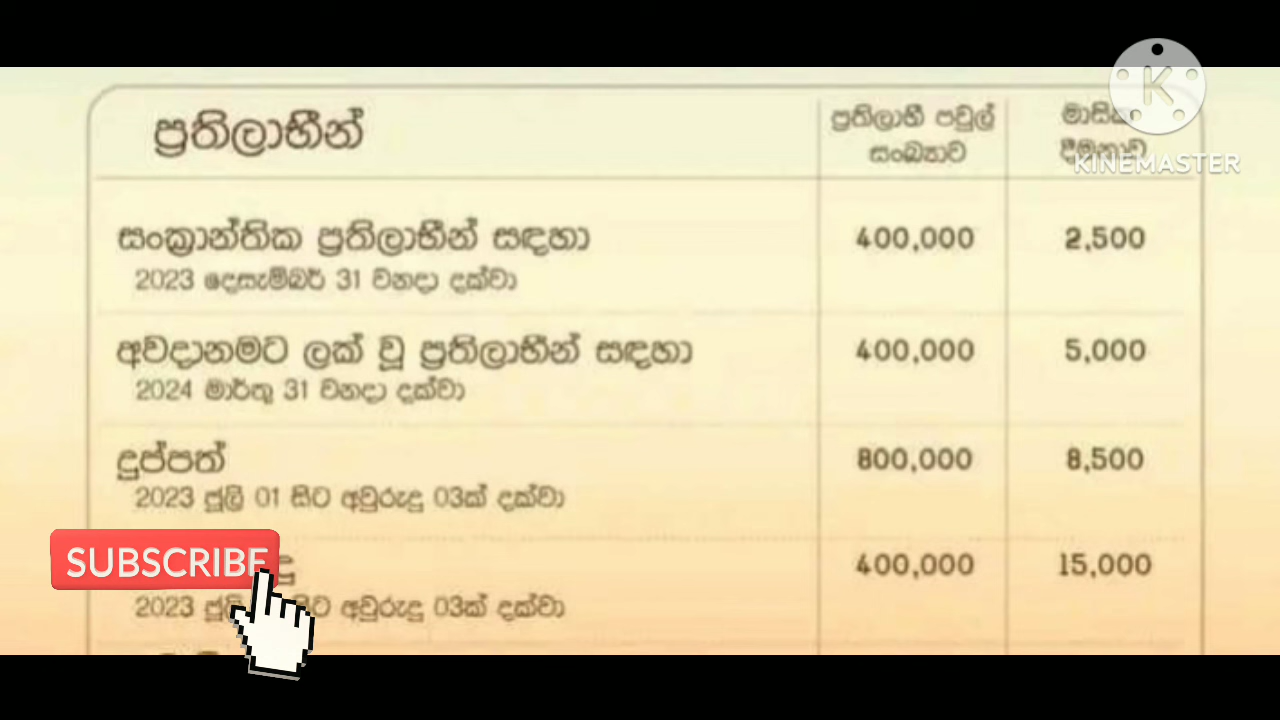 ප්‍රතිලාභීන්
ප්‍රතිලාභී පවුල් සංඛ්‍යාව
මාසික දීමනාව
KINEMASTER
සංක්‍රාන්තික ප්‍රතිලාභීන් සඳහා 400,000 2,500
2023 දෙසැම්බර් 31 වනදා දක්වා
අවදානමට ලක් වූ ප්‍රතිලාභීන් සඳහා 400,000 5,000
2024 මාර්තු 31 වනදා දක්වා
දුප්පත් 800,000 8,500
2023 ජූලි 01 සිට අවුරුදු 03ක් දක්වා
SUBSCRIBE 400,000 15,000
2023 ජූලි සිට අවුරුදු 03ක් දක්වා